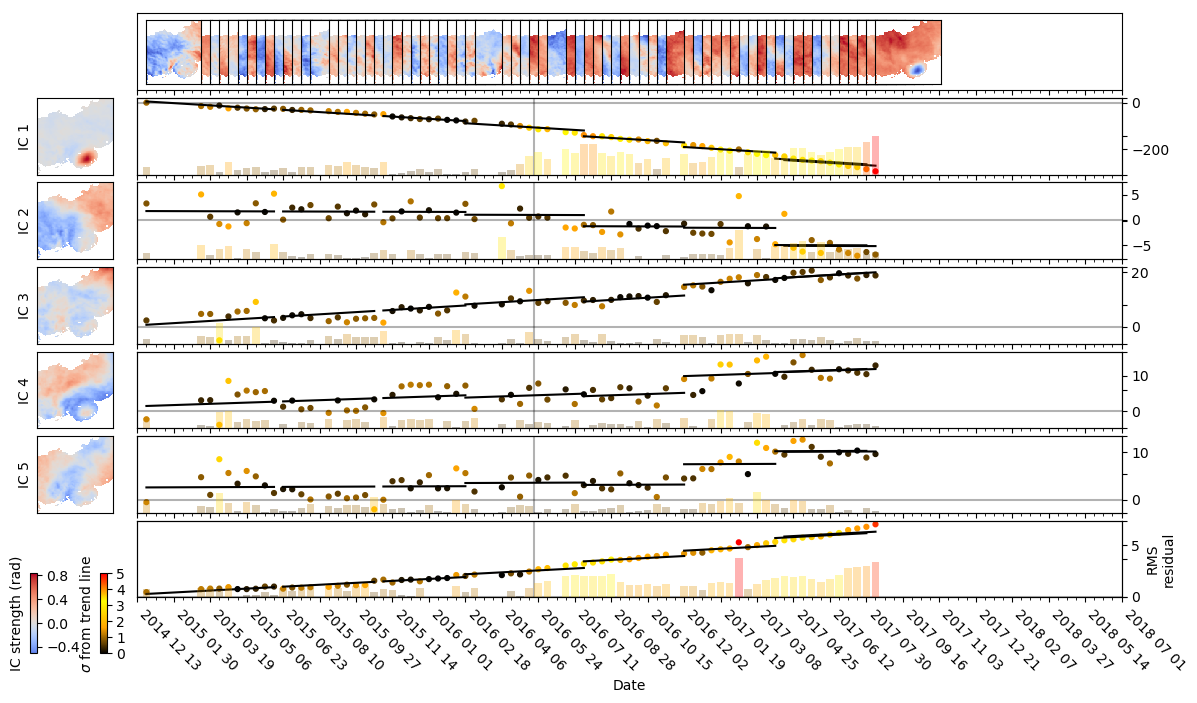 IC 1
0
−200
IC 2
5
0
−5
IC 3
20
0
IC 4
10
0
IC 5
10
0
RMS
residual
5
0
IC strength (rad)
0.8
0.4
0.0
−0.4
σ from trend line
5
4
3
2
1
0
2014 12 13
2015 01 30
2015 03 19
2015 05 06
2015 06 23
2015 08 10
2015 09 27
2015 11 14
2016 01 01
2016 02 18
2016 04 06
2016 05 24
2016 07 11
2016 08 28
2016 10 15
2016 12 02
2017 01 19
2017 03 08
2017 04 25
2017 06 12
2017 07 30
2017 09 16
2017 11 03
2017 12 21
2018 02 07
2018 03 27
2018 05 14
2018 07 01
Date